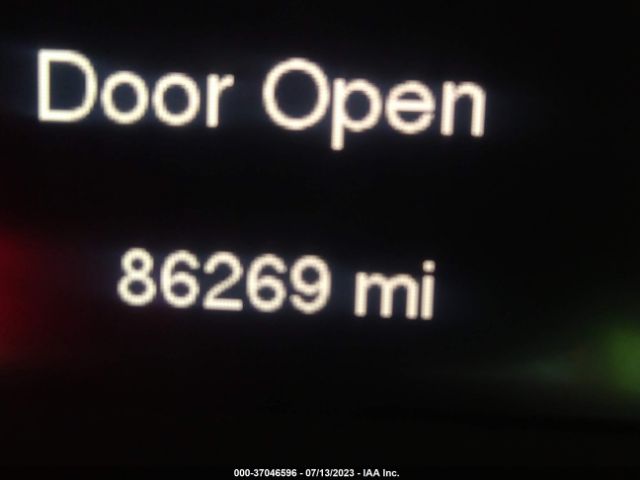 Door Open
86269 mi
000-37046596 - 07/13/2023 - IAA Inc.